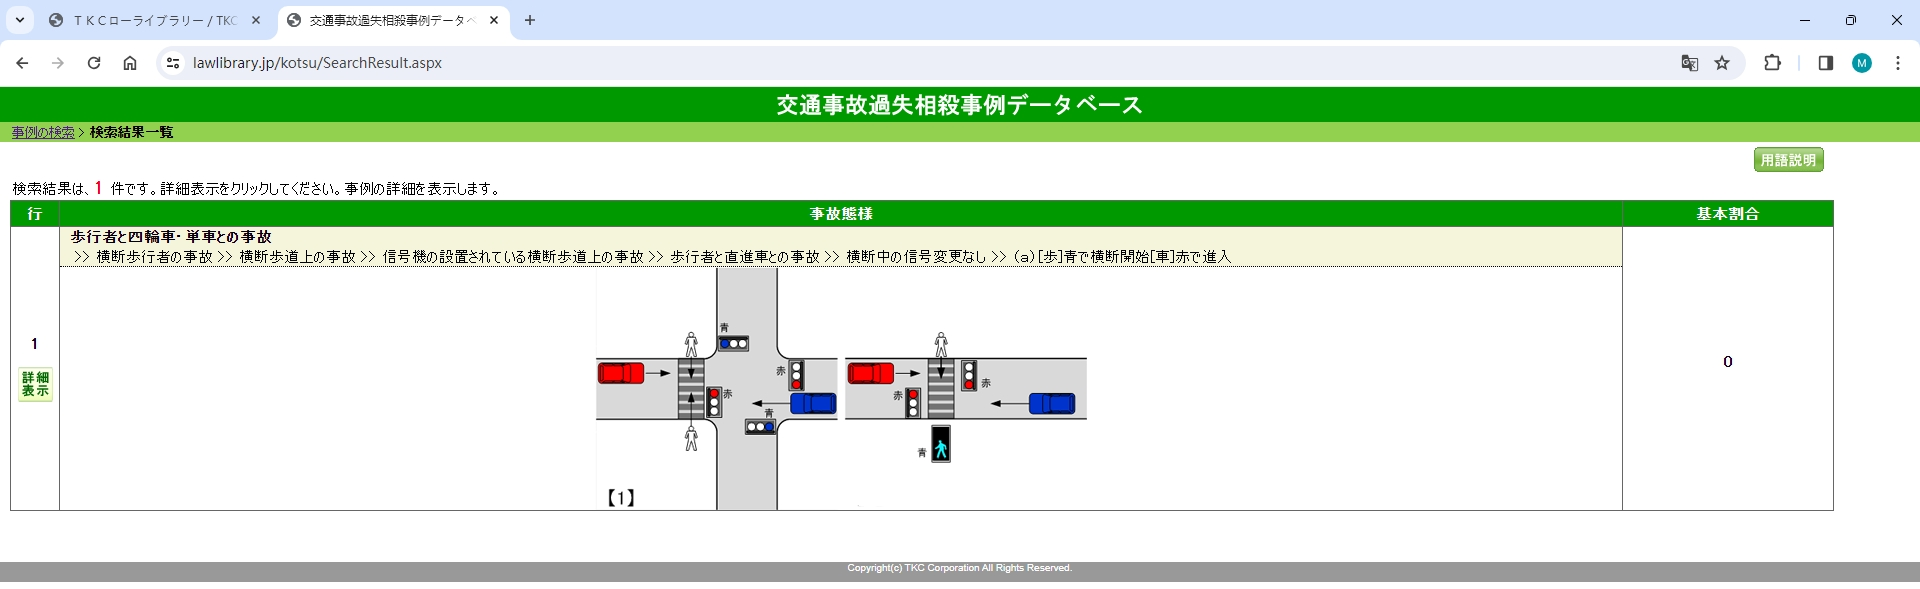 ＴＫＣローライブラリー / TKC
交通事故過失相殺事例データベ
lawlibrary.jp/kotsu/SearchResult.aspx
M
交通事故過失相殺事例データベース
事例の検索 > 検索結果一覧
用語説明
検索結果は、1 件です。詳細表示をクリックしてください。事例の詳細を表示します。
行 事故態様 基本割合
歩行者と四輪車・単車との事故
>> 横断歩行者の事故 >> 横断歩道上の事故 >> 信号機の設置されている横断歩道上の事故 >> 歩行者と直進車との事故 >> 横断中の信号変更なし >> （a）[歩]青で横断開始[車]赤で進入
1
詳細
表示
青
赤
赤
青
赤
赤
青
【1】
0
Copyright(c) TKC Corporation All Rights Reserved.